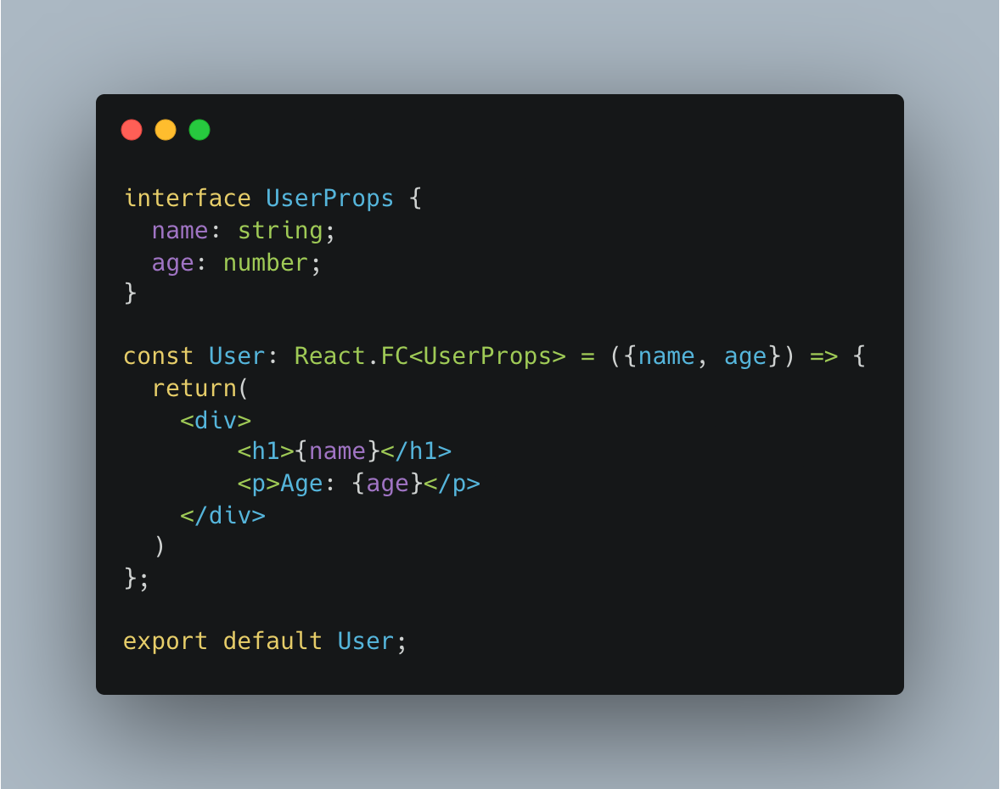 interface UserProps {
  name: string;
  age: number;
}

const User: React.FC<UserProps> = ({name, age}) => {
  return(
    <div>
        <h1>{name}</h1>
        <p>Age: {age}</p>
    </div>
  )
};

export default User;